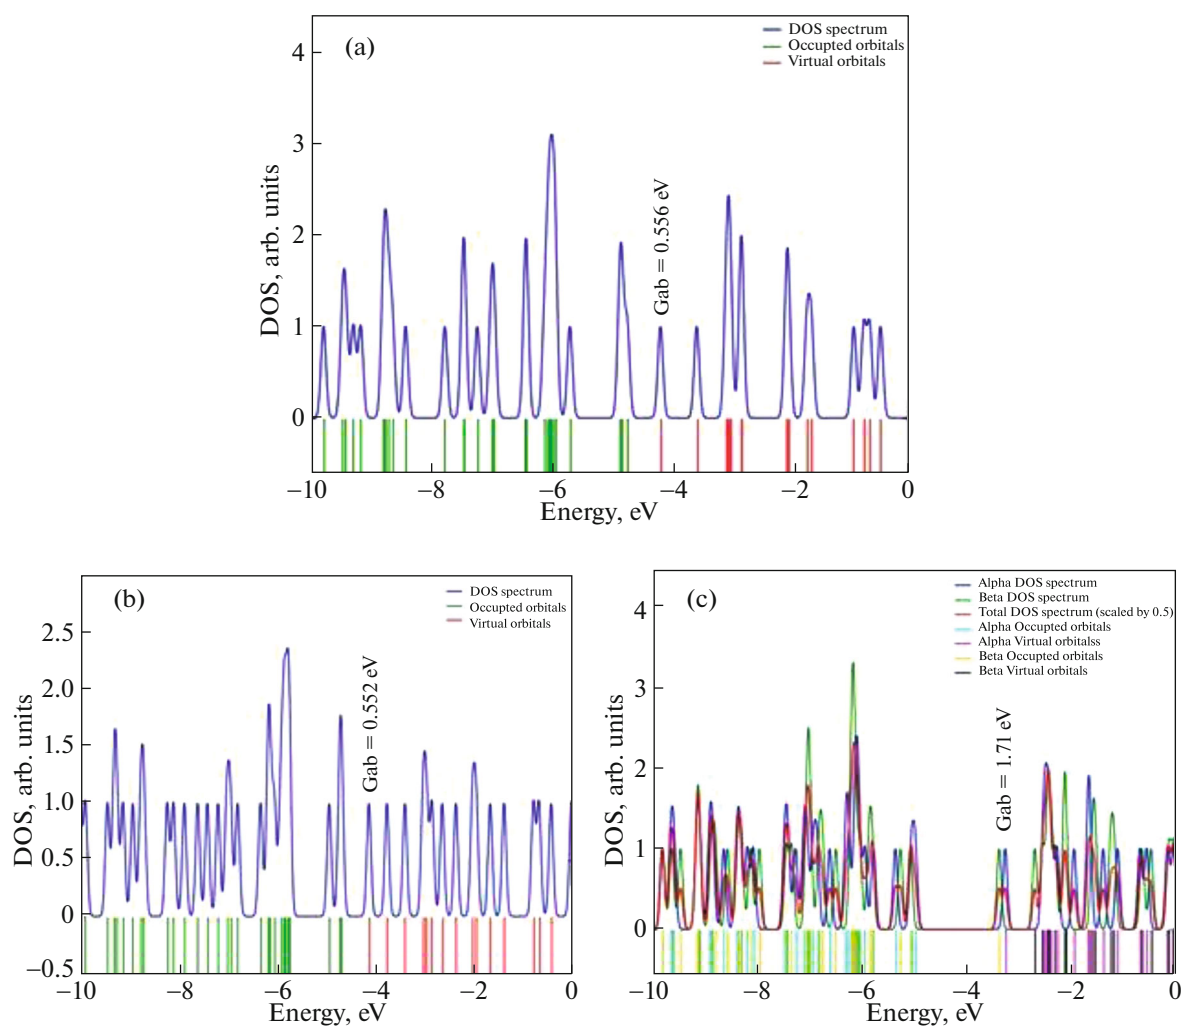 (a)
DOS spectrum
Occupted orbitals
Virtual orbitals
4
3
2
1
0
DOS, arb. units
Gab = 0.556 eV
−10
−8
−6
−4
−2
0
Energy, eV
(b)
DOS spectrum
Occupted orbitals
Virtual orbitals
2.5
2.0
1.5
1.0
0.5
0
−0.5
DOS, arb. units
Gab = 0.552 eV
−10
−8
−6
−4
−2
0
Energy, eV
(c)
Alpha DOS spectrum
Beta DOS spectrum
Total DOS spectrum (scaled by 0.5)
Alpha Occupted orbitals
Alpha Virtual orbitalss
Beta Occupted orbitals
Beta Virtual orbitals
4
3
2
1
0
DOS, arb. units
Gab = 1.71 eV
−10
−8
−6
−4
−2
0
Energy, eV